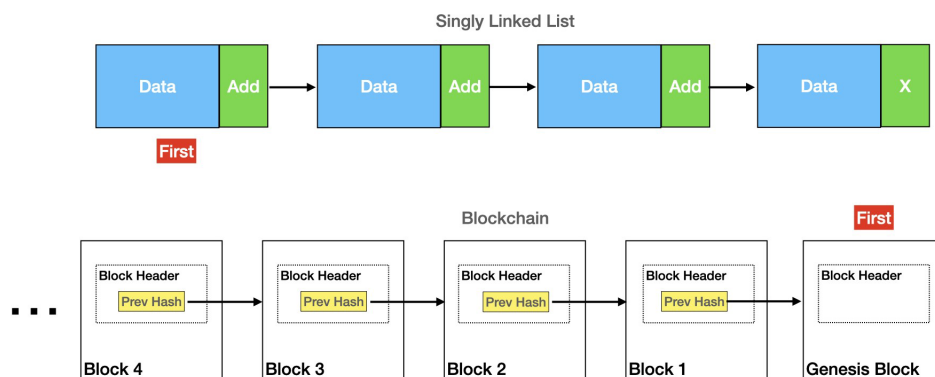 Singly Linked List
Data Add Data Add Data Add Data X
First
Blockchain First
Block Header Block Header Block Header Block Header Block Header
Prev Hash Prev Hash Prev Hash Prev Hash
Block 4 Block 3 Block 2 Block 1 Genesis Block